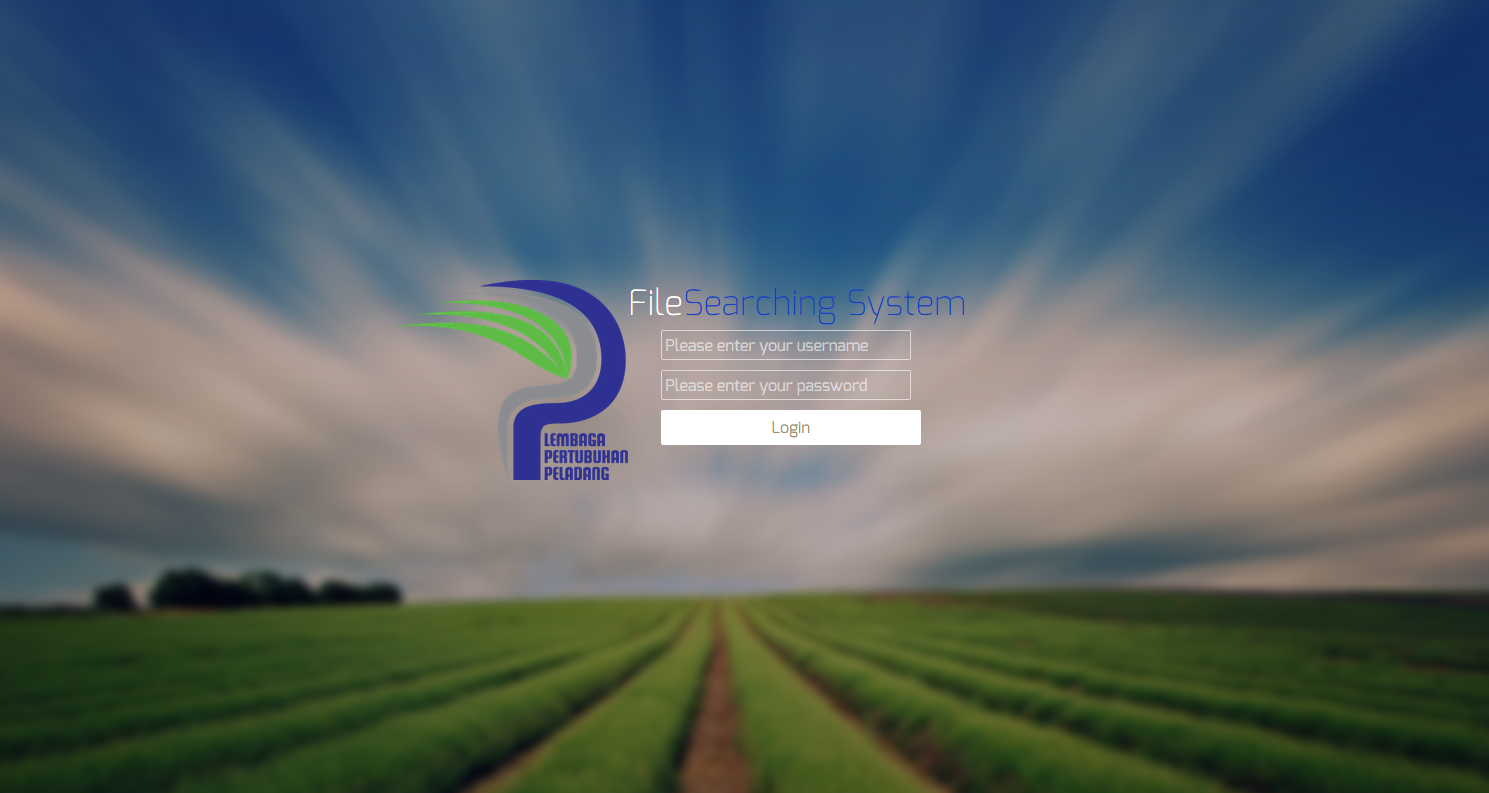 FileSearching System
Please enter your username
Please enter your password
Login
LEMBAGA
PERTUBUHAN
PELADANG